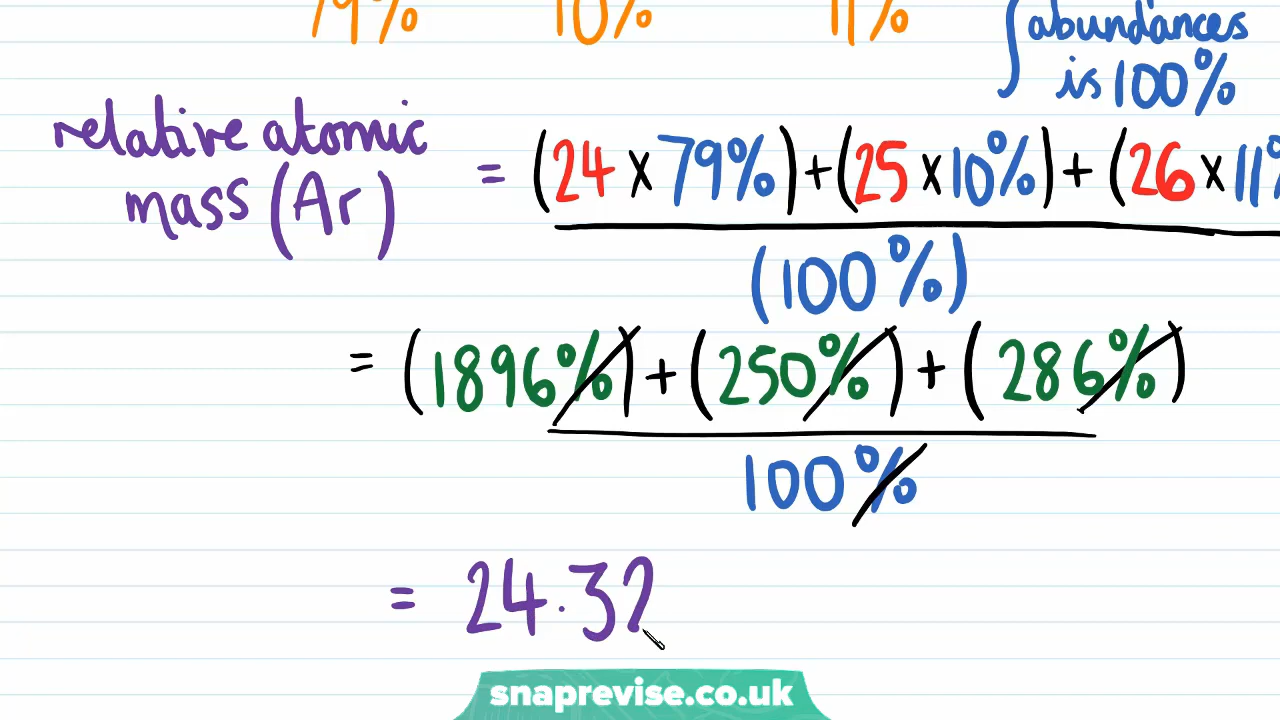 79% 10% 11%
abundances
is 100%
relative atomic
mass (Ar)
= (24 × 79%) + (25 × 10%) + (26 × 11%
(100%)
= (1896%) + (250%) + (286%)
100%
= 24.32
snaprevise.co.uk